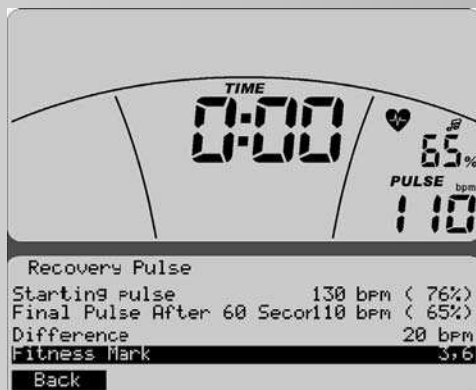 TIME
0:00
65%
PULSE bpm
110
Recovery Pulse
Starting pulse 130 bpm ( 76%)
Final Pulse After 60 Secor110 bpm ( 65%)
Difference 20 bpm
Fitness Mark 3,6
Back